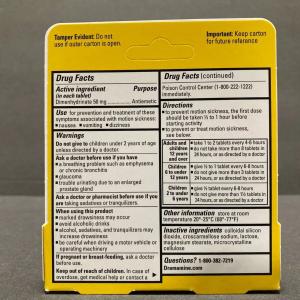 Tamper Evident: Do not
use if outer carton is open.
Important: Keep carton
for future reference
Drug Facts
Active ingredient Purpose
(in each tablet)
Dimenhydrinate 50 mg Antiemetic
Use for prevention and treatment of these
symptoms associated with motion sickness:
■ nausea ■ vomiting ■ dizziness
Warnings
Do not give to children under 2 years of age
unless directed by a doctor.
Ask a doctor before use if you have
■ a breathing problem such as emphysema
or chronic bronchitis
■ glaucoma
■ trouble urinating due to an enlarged
prostate gland
Ask a doctor or pharmacist before use if you
are taking sedatives or tranquilizers.
When using this product
■ marked drowsiness may occur
■ avoid alcoholic drinks
■ alcohol, sedatives, and tranquilizers may
increase drowsiness
■ be careful when driving a motor vehicle or
operating machinery
If pregnant or breast-feeding, ask a doctor
before use.
Keep out of reach of children. In case of
overdose, get medical help or contact a
Drug Facts (continued)
Poison Control Center (1-800-222-1222)
immediately.
Directions
■ to prevent motion sickness, the first dose
should be taken ½ to 1 hour before
starting activity
■ to prevent or treat motion sickness,
see below:
Adults and
children
12 years
and over
■ take 1 to 2 tablets every 4-6 hours
■ do not take more than 8 tablets in
24 hours, or as directed by a doctor
Children
6 to under
12 years
■ give ½ to 1 tablet every 6-8 hours
■ do not give more than 3 tablets in
24 hours, or as directed by a doctor
Children
2 to under
6 years
■ give ½ tablet every 6-8 hours
■ do not give more than 1½ tablets in
24 hours, or as directed by a doctor
Other information store at room
temperature 20°-25°C (68°-77°F)
Inactive ingredients colloidal silicon
dioxide, croscarmellose sodium, lactose,
magnesium stearate, microcrystalline
cellulose
Questions? 1-800-382-7219
Dramamine.com